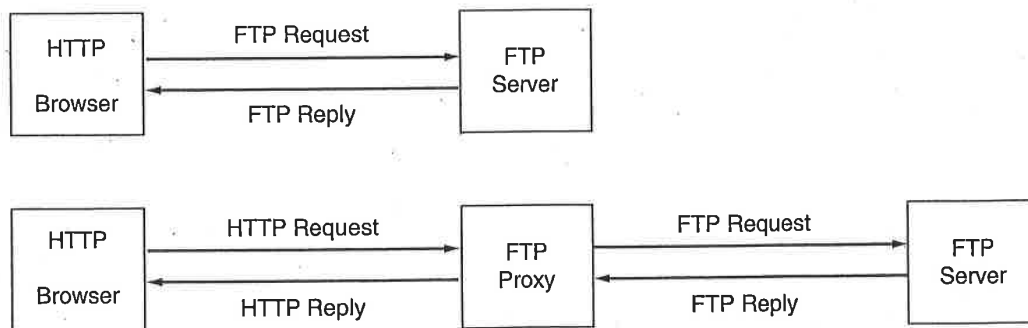 HTTP
Browser
FTP Request
FTP Reply
FTP
Server
HTTP
Browser
HTTP Request
HTTP Reply
FTP
Proxy
FTP Request
FTP Reply
FTP
Server